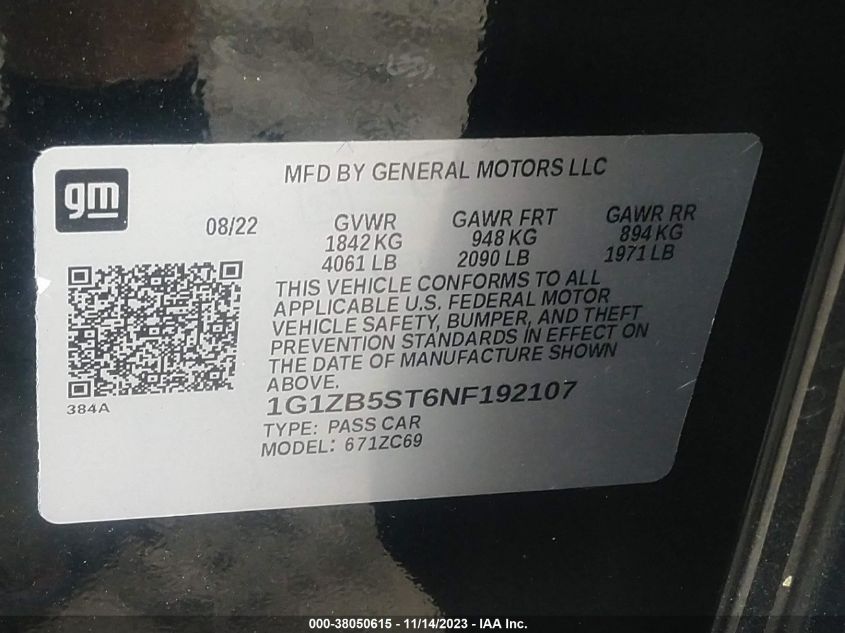 gm
MFD BY GENERAL MOTORS LLC
08/22 GVWR GAWR FRT GAWR RR
1842 KG 948 KG 894 KG
4061 LB 2090 LB 1971 LB
THIS VEHICLE CONFORMS TO ALL
APPLICABLE U.S. FEDERAL MOTOR
VEHICLE SAFETY, BUMPER, AND THEFT
PREVENTION STANDARDS IN EFFECT ON
THE DATE OF MANUFACTURE SHOWN
ABOVE.
384A
1G1ZB5ST6NF192107
TYPE: PASS CAR
MODEL: 671ZC69
000-38050615 - 11/14/2023 - IAA Inc.